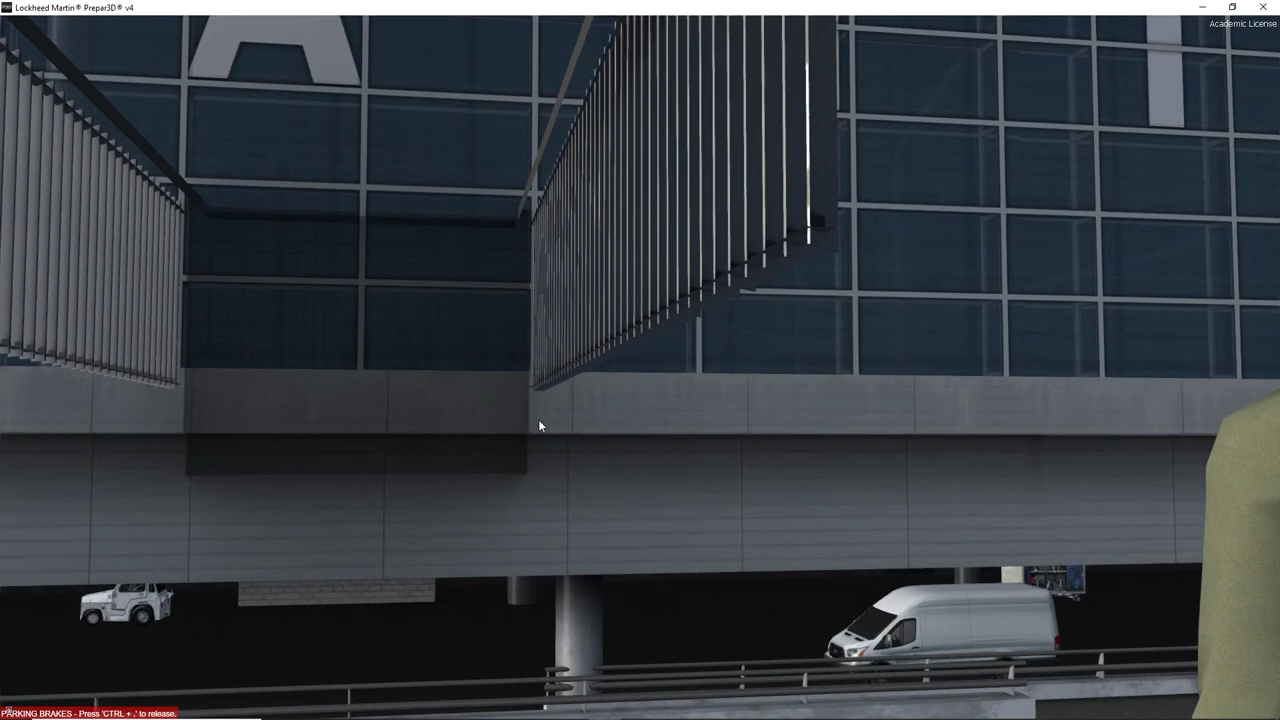 Lockheed Martin® Prepar3D® v4
Academic License
A I
PARKING BRAKES - Press 'CTRL + .' to release.